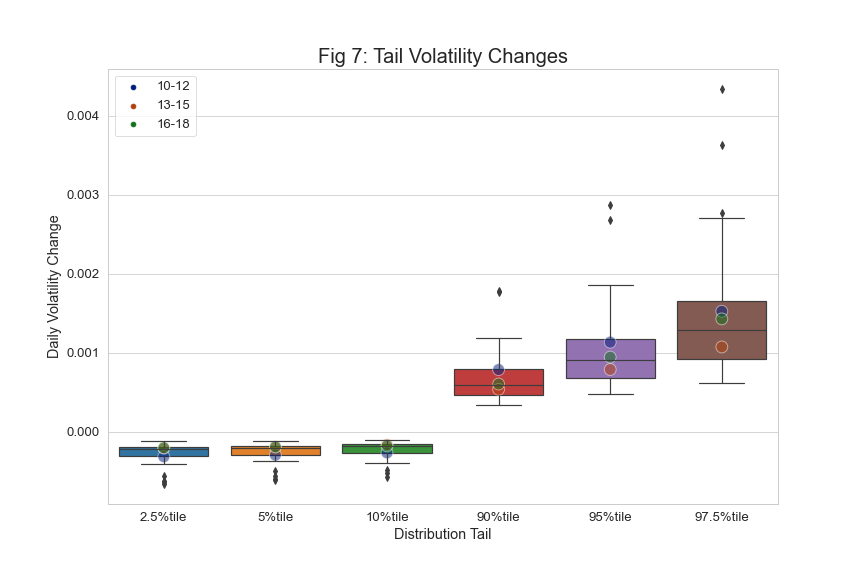 Fig 7: Tail Volatility Changes
10-12
13-15
16-18
0.004
0.003
0.002
0.001
0.000
Daily Volatility Change
2.5%tile
5%tile
10%tile
90%tile
95%tile
97.5%tile
Distribution Tail